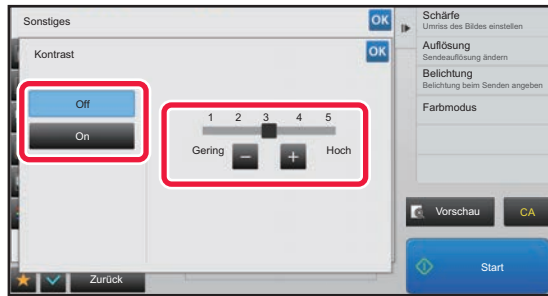 Sonstiges
OK
Kontrast
OK
Off
On
1 2 3 4 5
Gering
Hoch
Zurück
Schärfe
Umriss des Bildes einstellen
Auflösung
Sendeauflösung ändern
Belichtung
Belichtung beim Senden angeben
Farbmodus
Vorschau
CA
Start